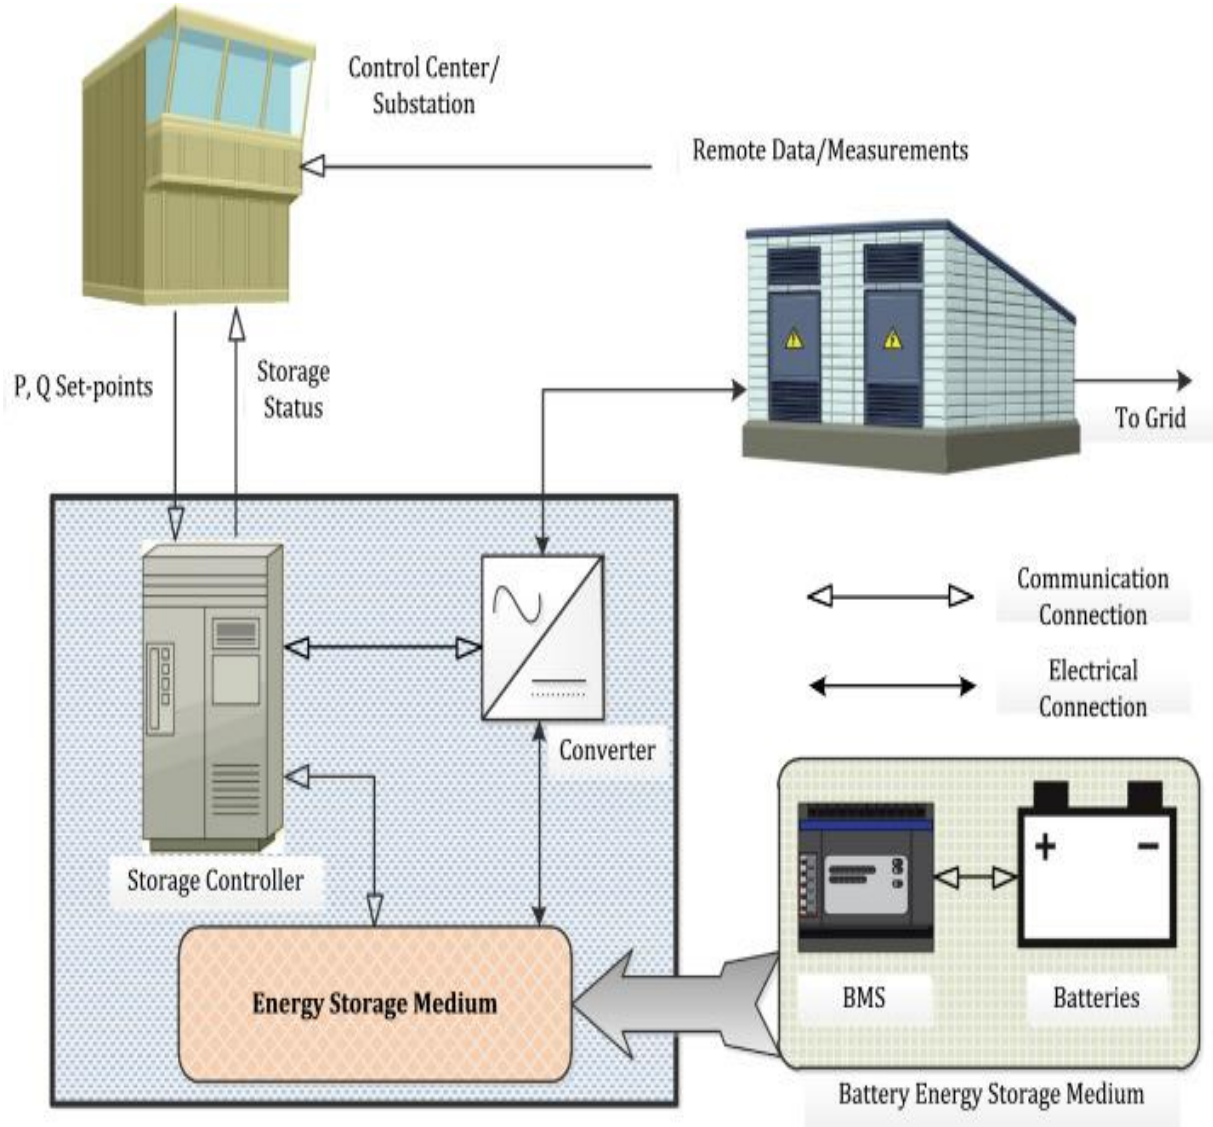 Control Center/
Substation
Remote Data/Measurements
P, Q Set-points
Storage
Status
To Grid
Communication
Connection
Electrical
Connection
Converter
Storage Controller
+
−
Energy Storage Medium
BMS
Batteries
Battery Energy Storage Medium